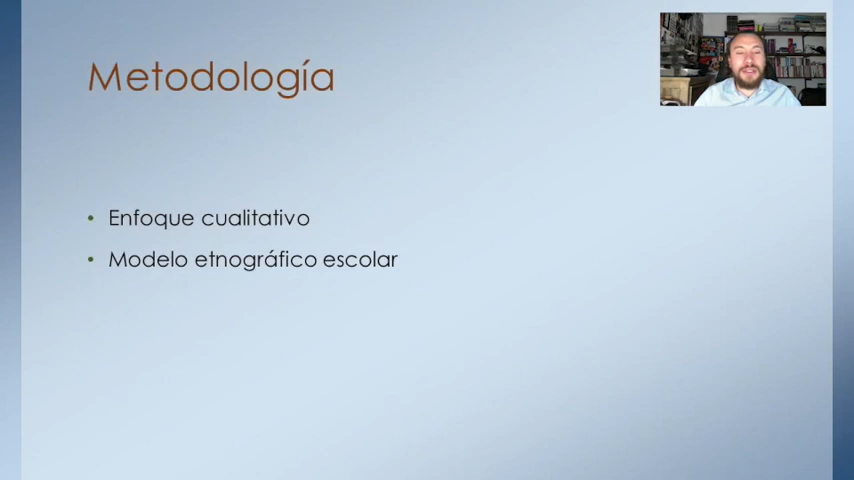 Metodología
• Enfoque cualitativo
• Modelo etnográfico escolar